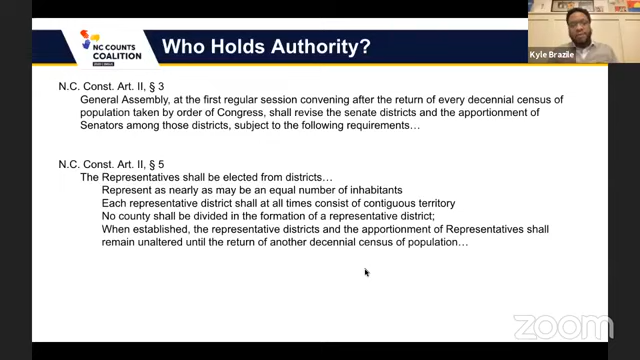 NC COUNTS
COALITION
Who Holds Authority?
Kyle Brazile
N.C. Const. Art. II, § 3
General Assembly, at the first regular session convening after the return of every decennial census of
population taken by order of Congress, shall revise the senate districts and the apportionment of
Senators among those districts, subject to the following requirements…
N.C. Const. Art. II, § 5
The Representatives shall be elected from districts…
Represent as nearly as may be an equal number of inhabitants
Each representative district shall at all times consist of contiguous territory
No county shall be divided in the formation of a representative district;
When established, the representative districts and the apportionment of Representatives shall
remain unaltered until the return of another decennial census of population…
zoom